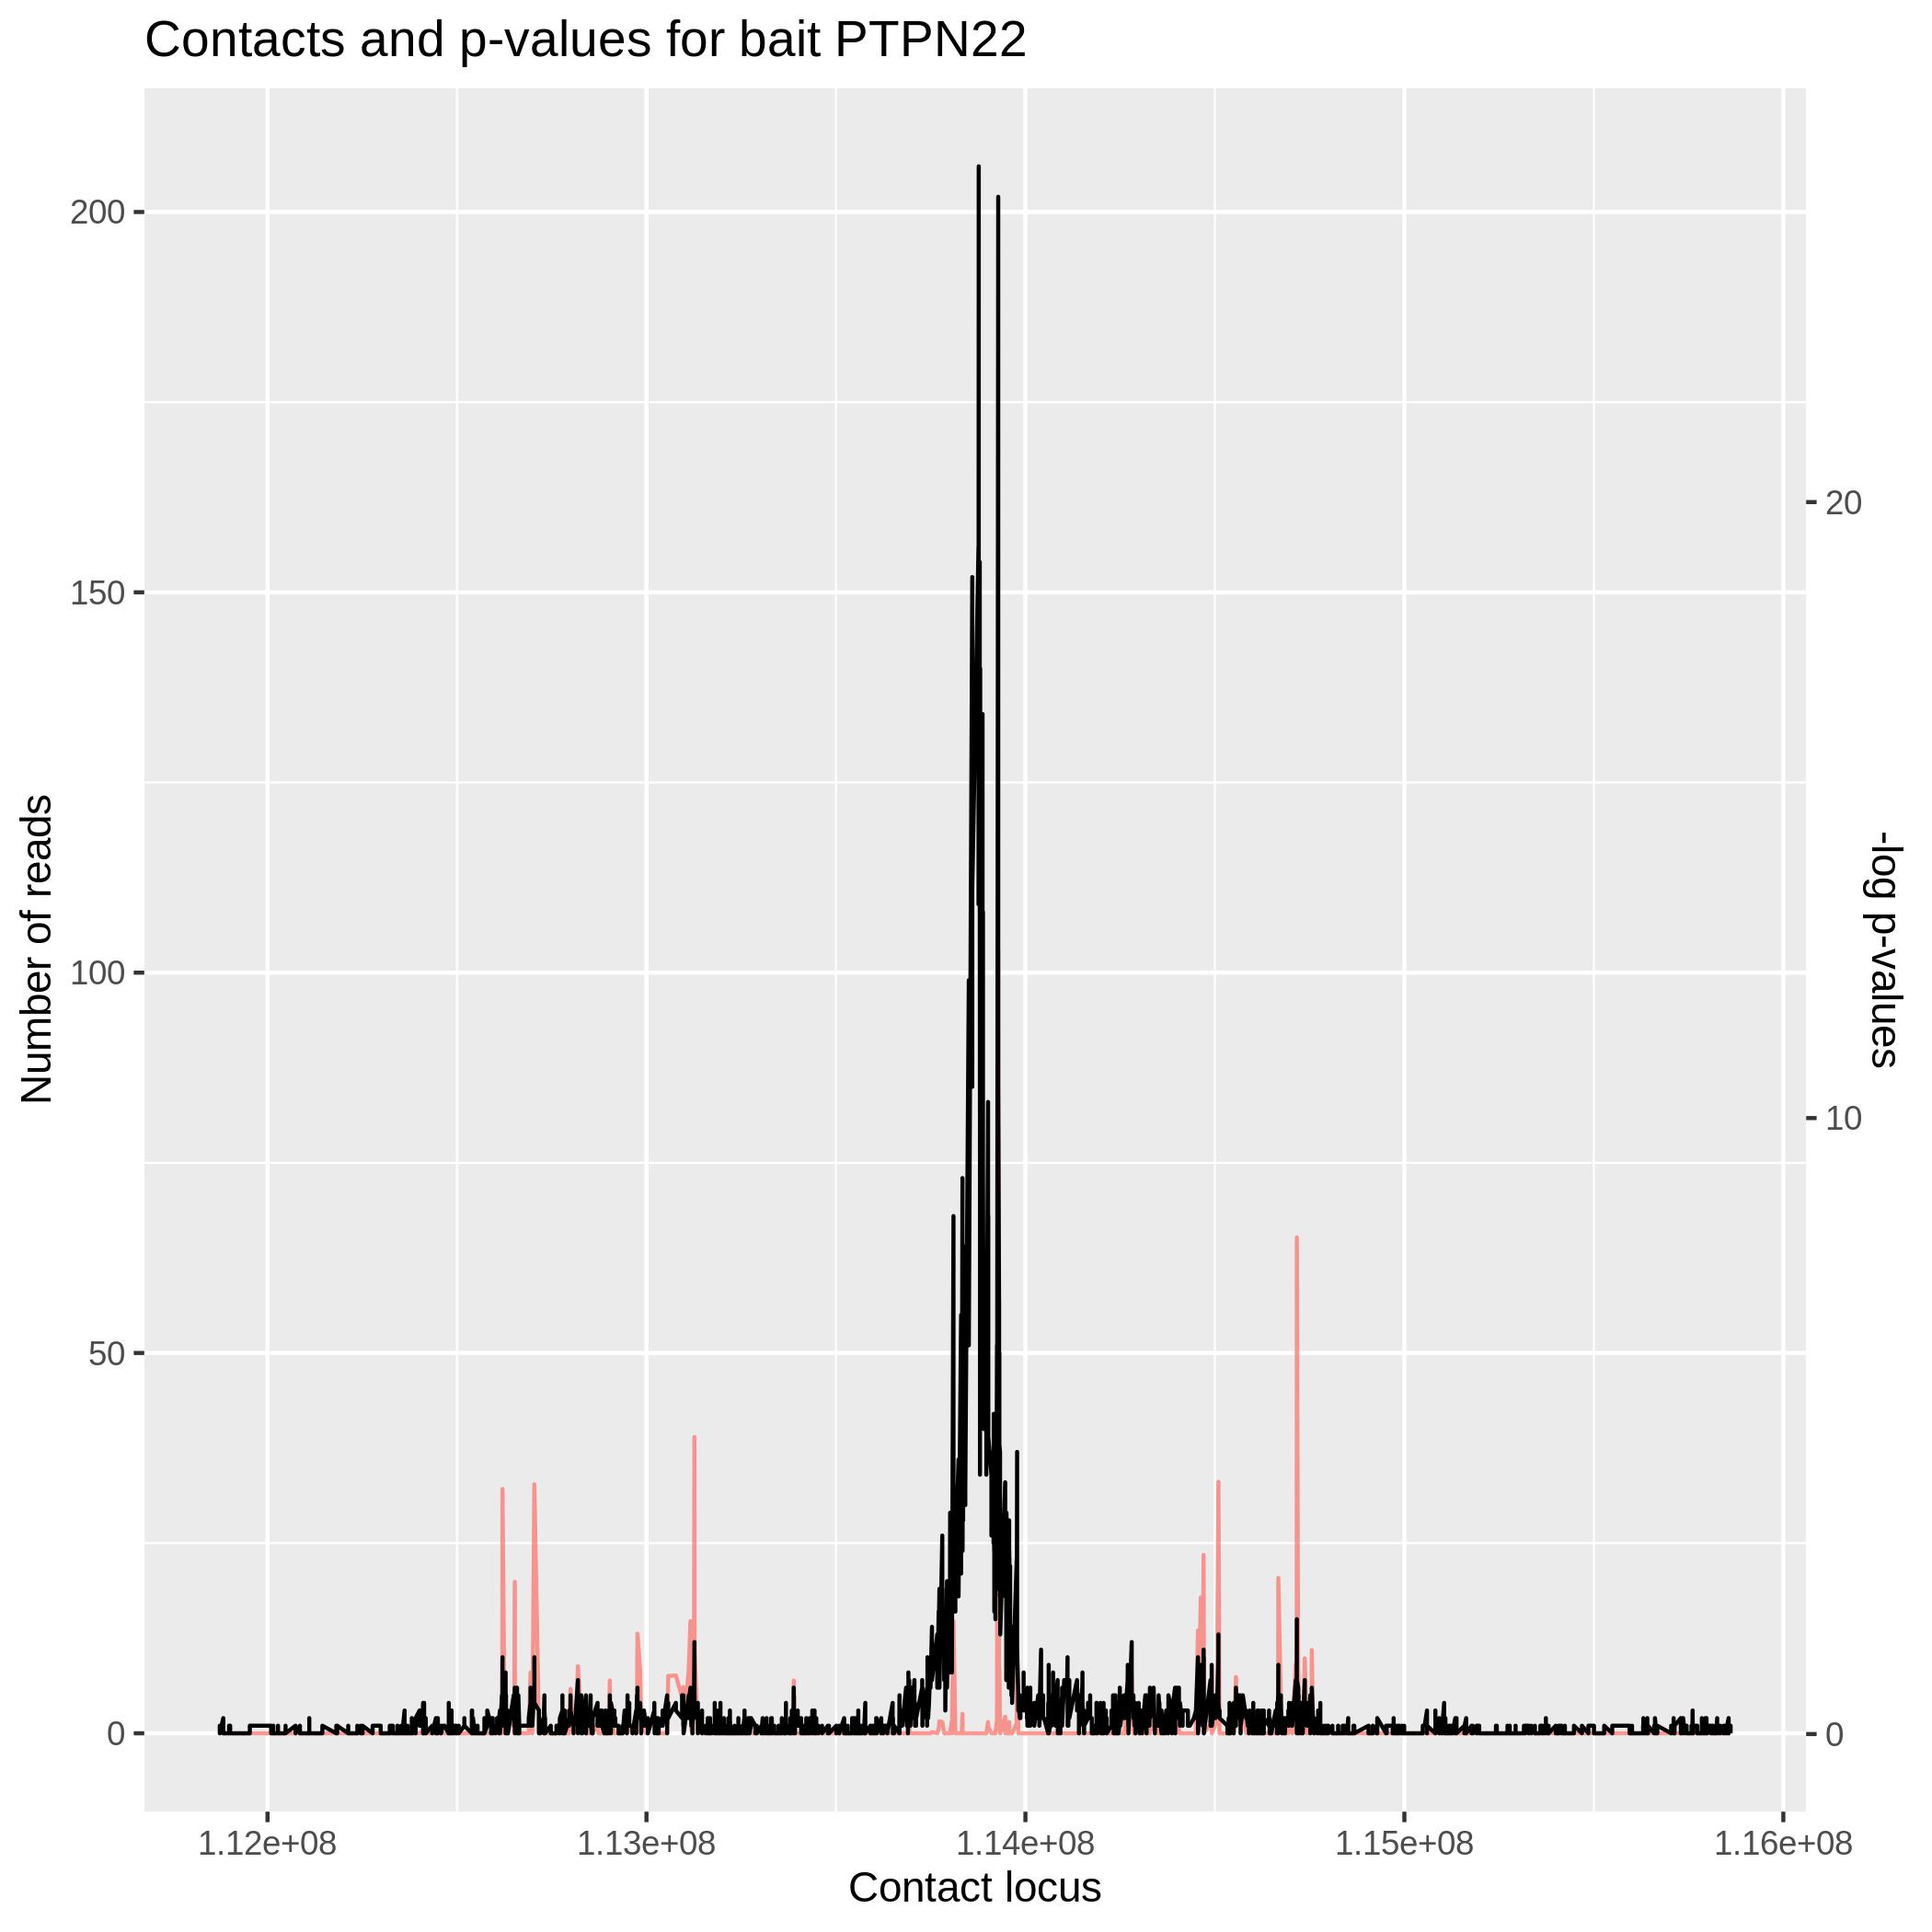 Contacts and p-values for bait PTPN22
Number of reads
200
150
100
50
0
20
10
0
-log p-values
1.12e+08
1.13e+08
1.14e+08
1.15e+08
1.16e+08
Contact locus